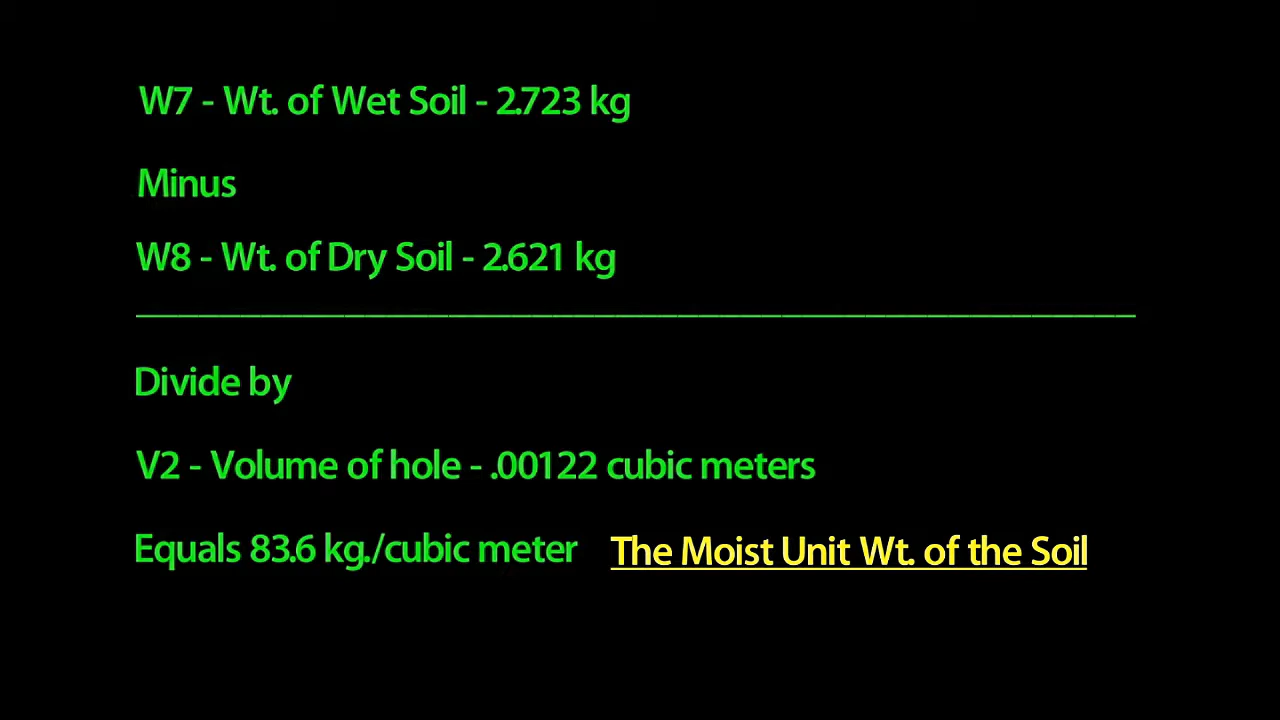 W7 - Wt. of Wet Soil - 2.723 kg
Minus
W8 - Wt. of Dry Soil - 2.621 kg
Divide by
V2 - Volume of hole - .00122 cubic meters
Equals 83.6 kg./cubic meter The Moist Unit Wt. of the Soil